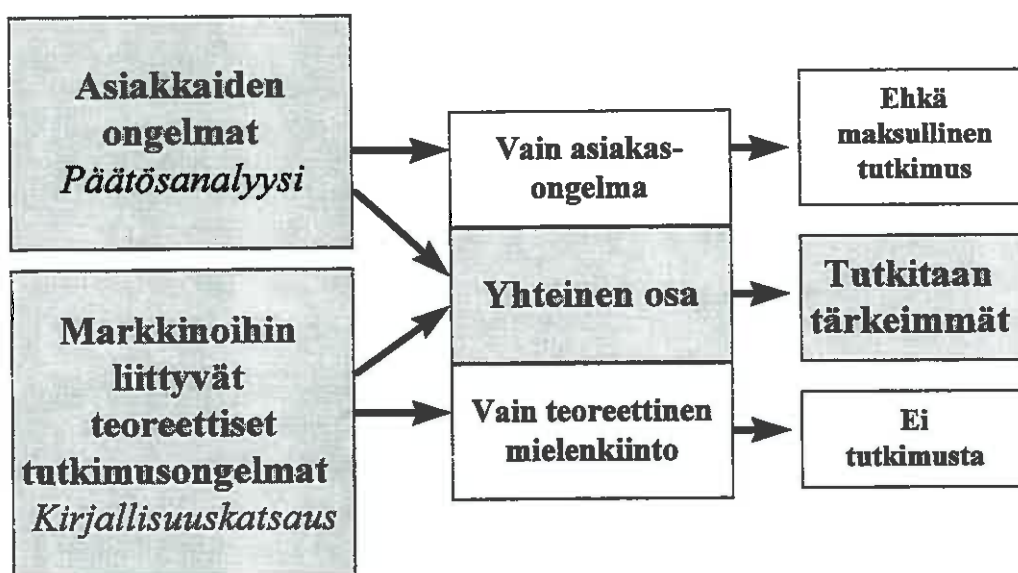 Asiakkaiden
ongelmat
Päätösanalyysi
Markkinoihin
liittyvät
teoreettiset
tutkimusongelmat
Kirjallisuuskatsaus
Vain asiakas-
ongelma
Yhteinen osa
Vain teoreettinen
mielenkiinto
Ehkä
maksullinen
tutkimus
Tutkitaan
tärkeimmät
Ei
tutkimusta